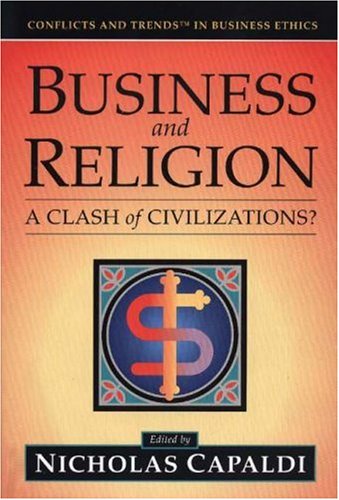 CONFLICTS AND TRENDS™ IN BUSINESS ETHICS
BUSINESS
and
RELIGION
A CLASH of CIVILIZATIONS?
Edited by
NICHOLAS CAPALDI